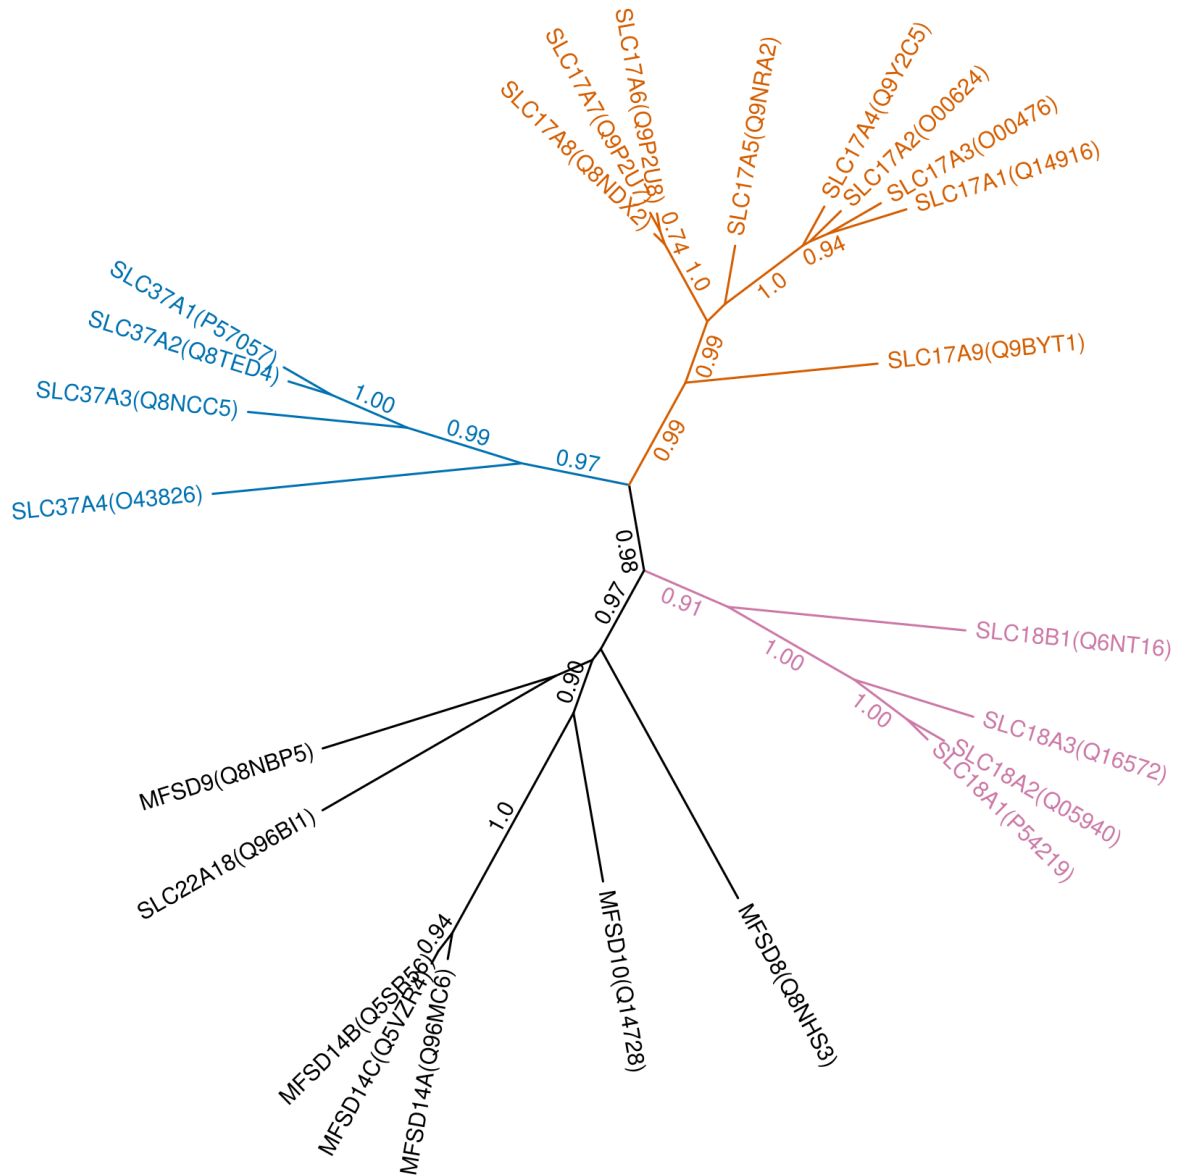 SLC17A6(Q9P2U8)
SLC17A7(Q9P2U7)
SLC17A8(Q8NDX2)
SLC17A5(Q9NRA2)
SLC17A4(Q9Y2C5)
SLC17A2(O00624)
SLC17A3(O00476)
SLC17A1(Q14916)
0.74
1.0
0.94
1.0
0.99
SLC17A9(Q9BYT1)
0.99
SLC37A1(P57057)
SLC37A2(Q8TED4)
SLC37A3(Q8NCC5)
SLC37A4(O43826)
1.00
0.99
0.97
0.98
0.97
0.91
SLC18B1(Q6NT16)
1.00
1.00
SLC18A3(Q16572)
SLC18A2(Q05940)
SLC18A1(P54219)
0.90
MFSD9(Q8NBP5)
SLC22A18(Q96BI1)
1.0
0.94
MFSD14B(Q5SR56)
MFSD14C(Q5VZR4)
MFSD14A(Q96MC6)
MFSD10(Q14728)
MFSD8(Q8NHS3)